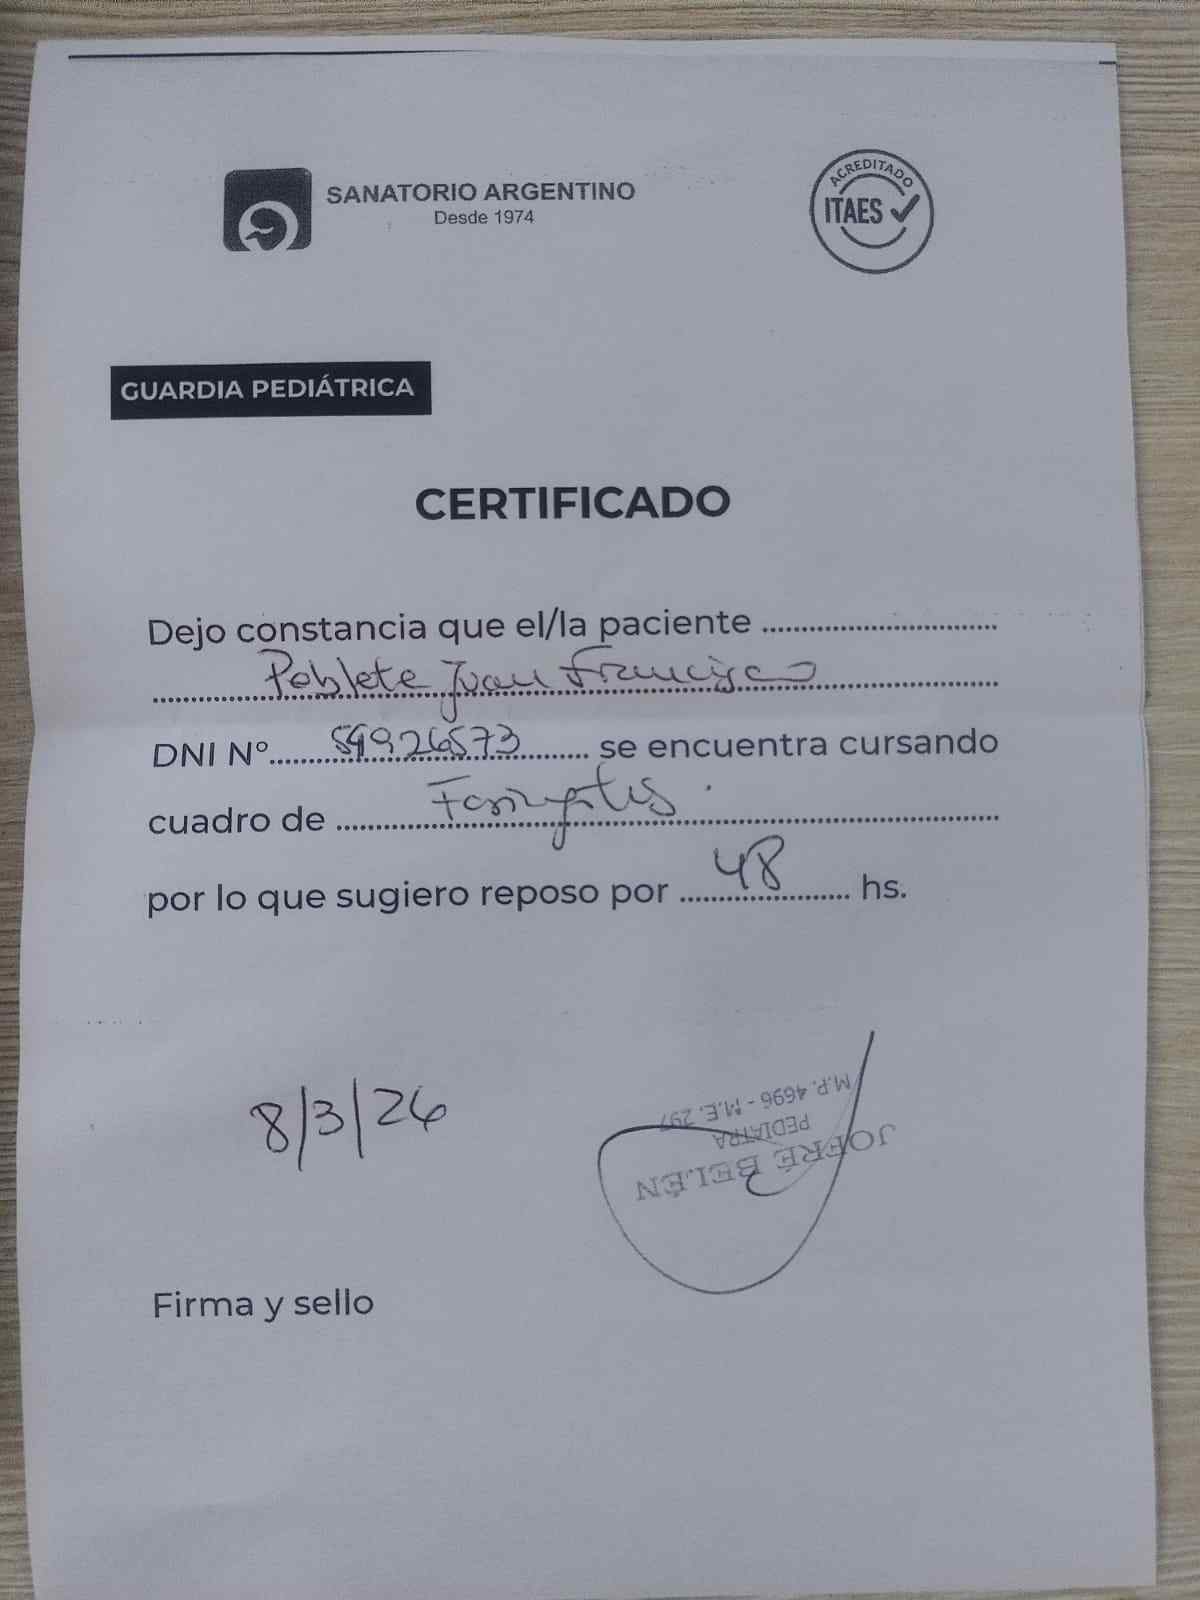 SANATORIO ARGENTINO
Desde 1974
ACREDITADO
ITAES
GUARDIA PEDIÁTRICA
CERTIFICADO
Dejo constancia que el/la paciente ..............................
Poblete Juan Francisco
DNI Nº...... 59926573 ......... se encuentra cursando
cuadro de ........ Faringitis ........
por lo que sugiero reposo por ...... 48 ...... hs.
8/3/26
JOFRÉ BELÉN
PEDIATRA
M.P. 4696 - M.E. 297
Firma y sello